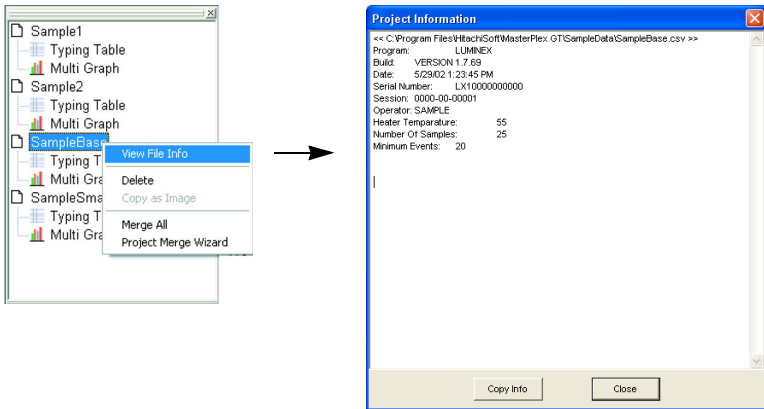 Sample1
Typing Table
Multi Graph
Sample2
Typing Table
Multi Graph
SampleBase
Typing T
Multi Gra
SampleSma
Typing T
Multi Gra
View File Info
Delete
Copy as Image
Merge All
Project Merge Wizard
Project Information
<< C:\Program Files\HitachiSoft\MasterPlex GT\SampleData\SampleBase.csv >>
Program: LUMINEX
Build: VERSION 1.7.69
Date: 5/29/02 1:23:45 PM
Serial Number: LX10000000000
Session: 0000-00-00001
Operator: SAMPLE
Heater Temparature: 55
Number Of Samples: 25
Minimum Events: 20
Copy Info
Close